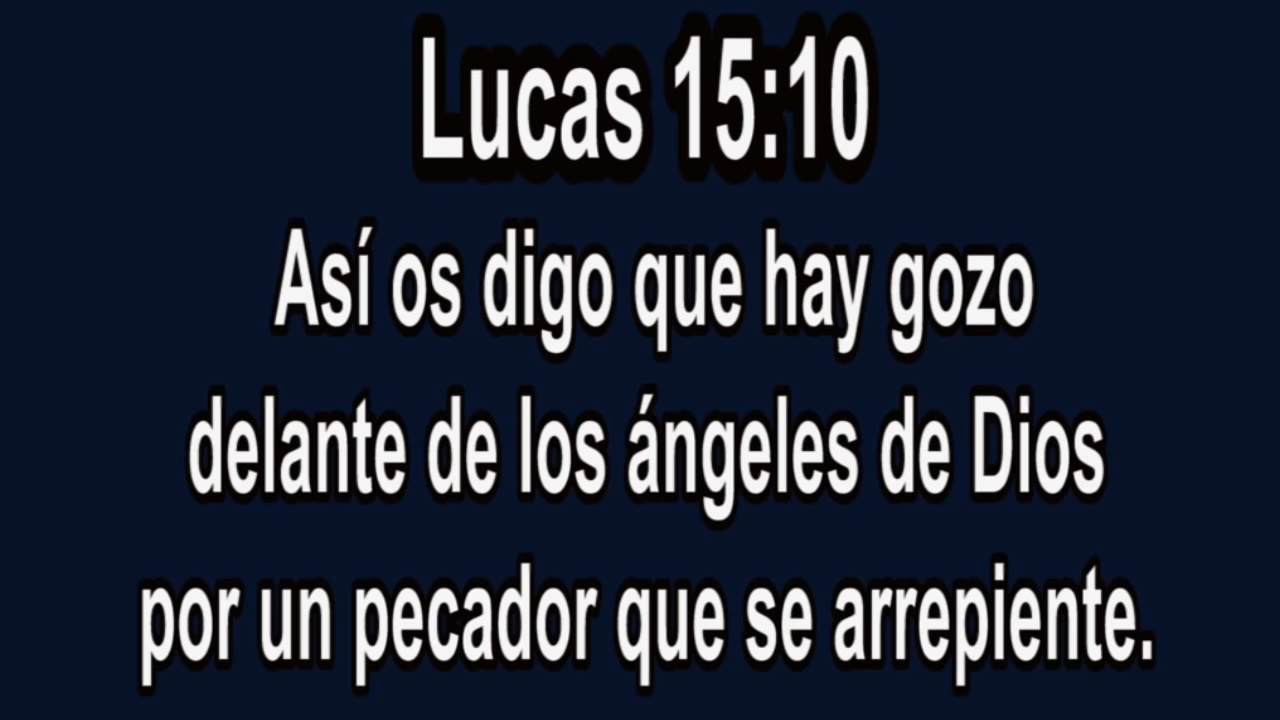 Lucas 15:10
Así os digo que hay gozo
delante de los ángeles de Dios
por un pecador que se arrepiente.